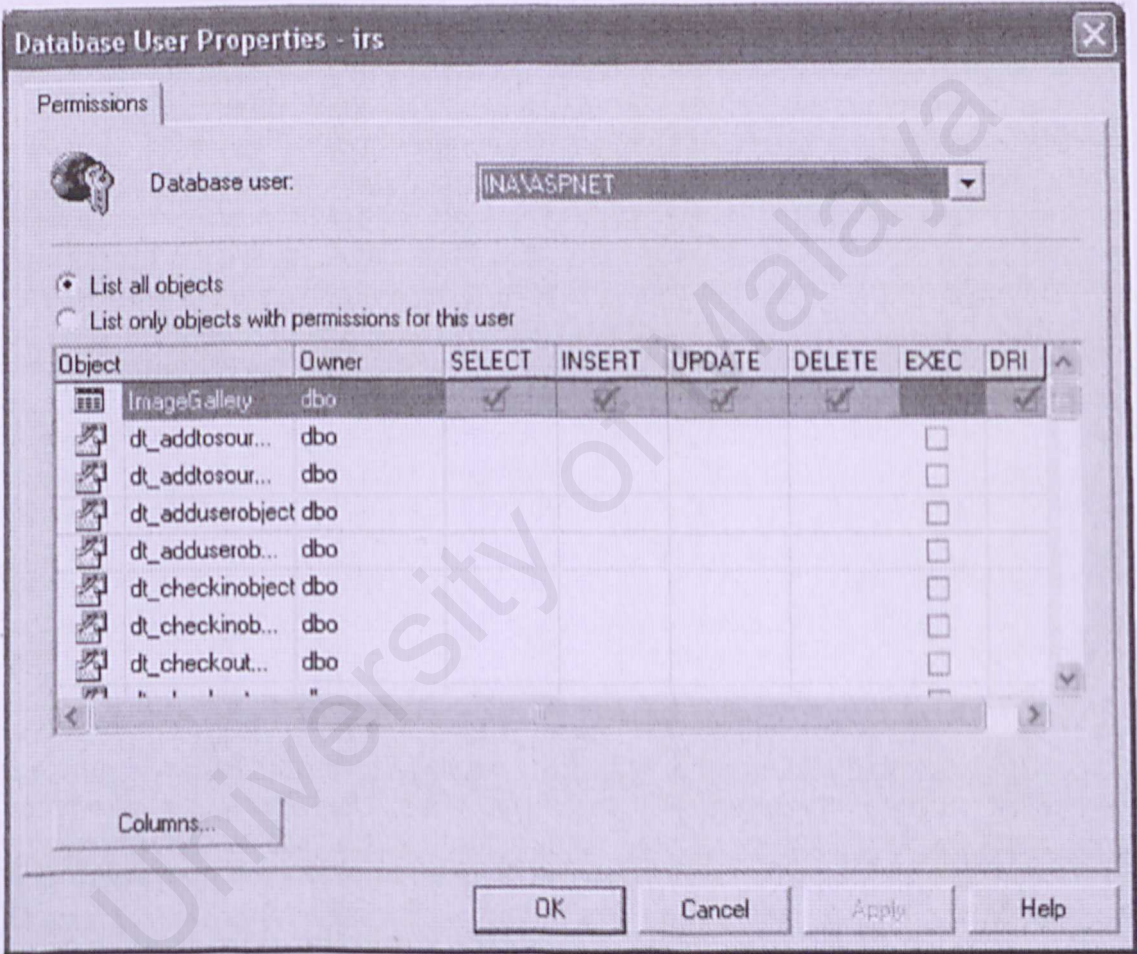 Database User Properties - irs
Permissions
Database user: INA\ASPNET
List all objects
List only objects with permissions for this user
Object Owner SELECT INSERT UPDATE DELETE EXEC DRI
ImageGallery dbo
dt_addtosour... dbo
dt_addtosour... dbo
dt_adduserobject dbo
dt_adduserob... dbo
dt_checkinobject dbo
dt_checkinob... dbo
dt_checkout... dbo
Columns...
OK Cancel Apply Help
University of Malaya